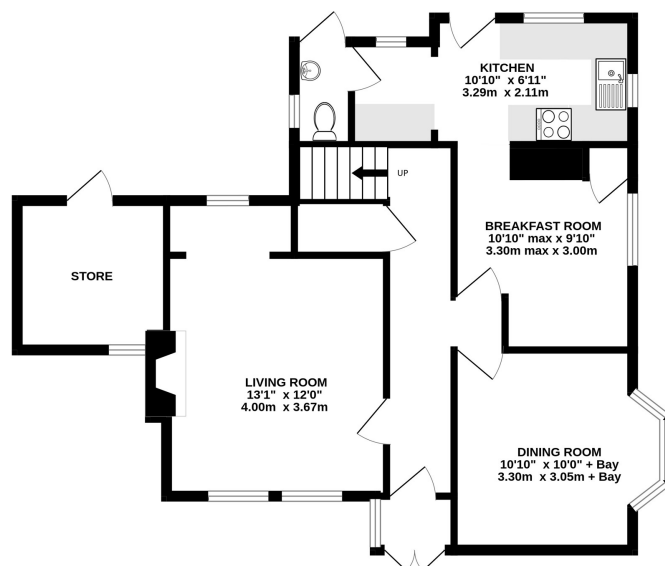 KITCHEN
10'10" x 6'11"
3.29m x 2.11m
UP
BREAKFAST ROOM
10'10" max x 9'10"
3.30m max x 3.00m
STORE
LIVING ROOM
13'1" x 12'0"
4.00m x 3.67m
DINING ROOM
10'10" x 10'0" + Bay
3.30m x 3.05m + Bay